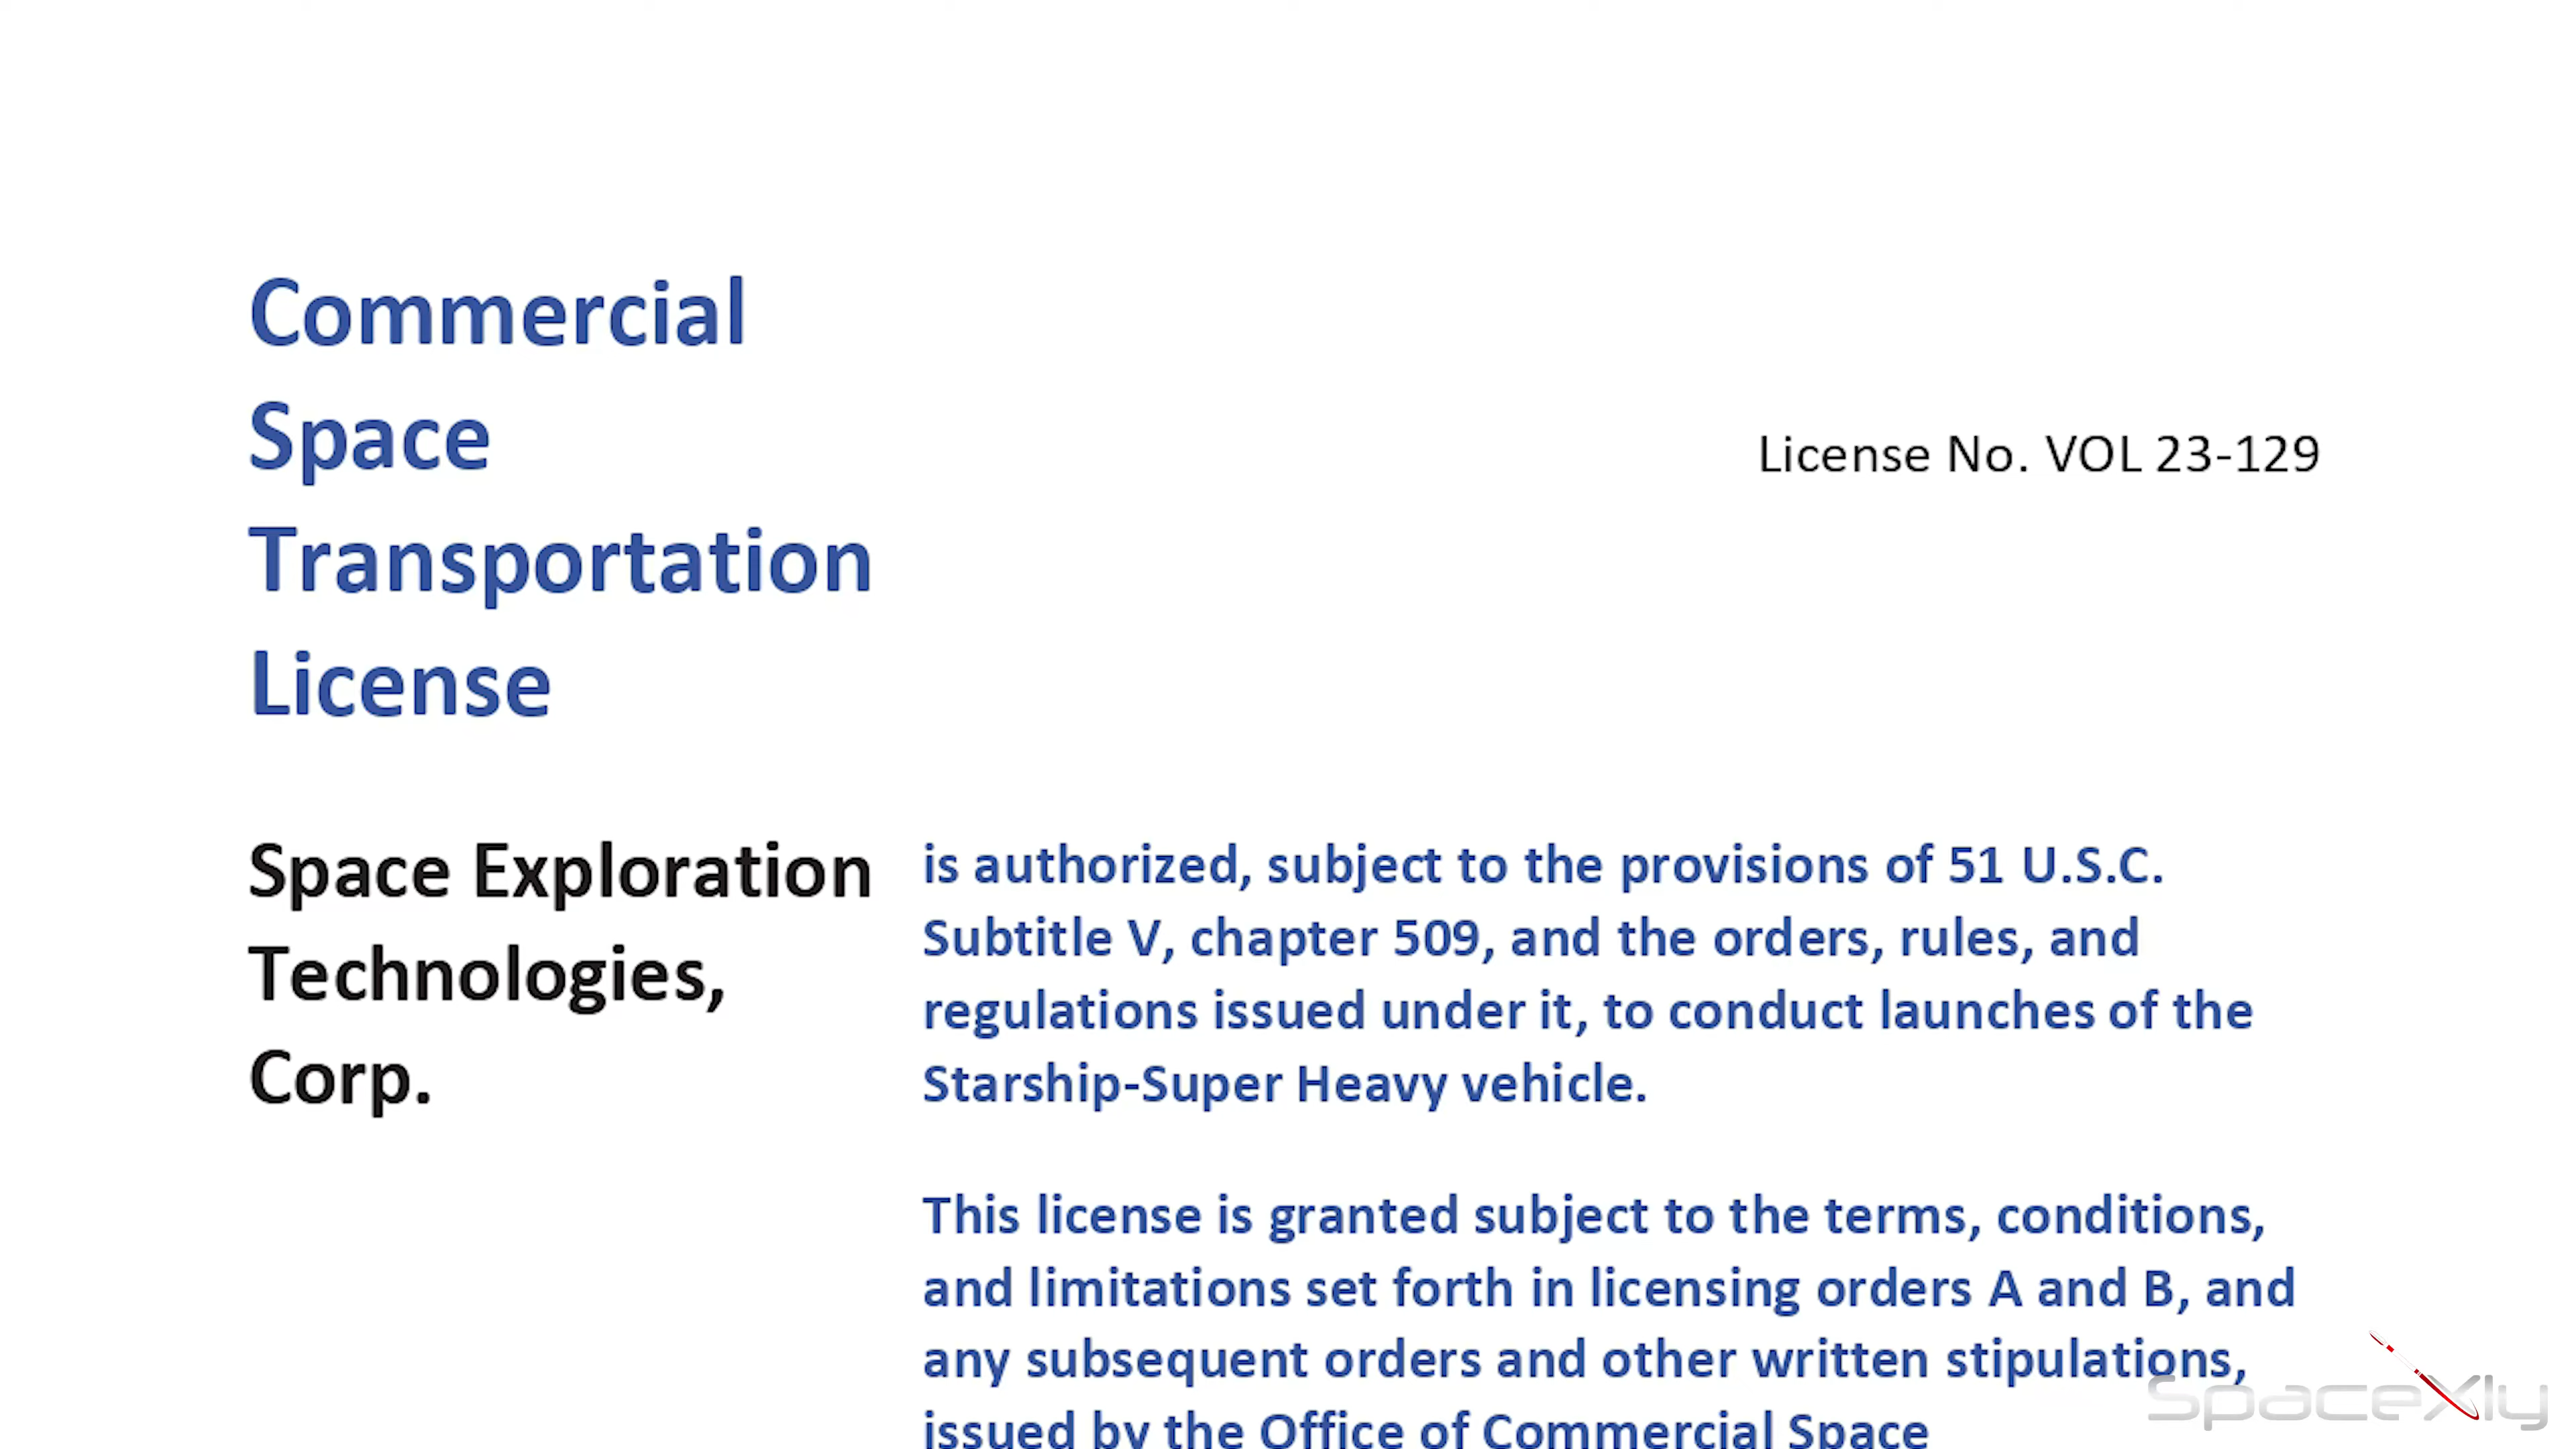 Commercial
Space
Transportation
License
License No. VOL 23-129
Space Exploration
Technologies,
Corp.
is authorized, subject to the provisions of 51 U.S.C.
Subtitle V, chapter 509, and the orders, rules, and
regulations issued under it, to conduct launches of the
Starship-Super Heavy vehicle.
This license is granted subject to the terms, conditions,
and limitations set forth in licensing orders A and B, and
any subsequent orders and other written stipulations,
issued by the Office of Commercial Space
SpaceXly